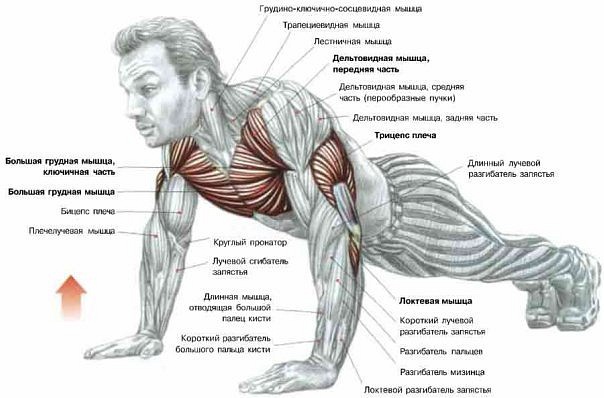 Грудино-ключично-сосцевидная мышца
Трапециевидная мышца
Лестничная мышца
Дельтовидная мышца,
передняя часть
Дельтовидная мышца, средняя
часть (перообразные пучки)
Дельтовидная мышца, задняя часть
Трицепс плеча
Длинный лучевой
разгибатель запястья
Большая грудная мышца,
ключичная часть
Большая грудная мышца
Бицепс плеча
Плечелучевая мышца
Круглый пронатор
Лучевой сгибатель
запястья
Длинная мышца,
отводящая большой
палец кисти
Короткий разгибатель
большого пальца кисти
Локтевая мышца
Короткий лучевой
разгибатель запястья
Разгибатель пальцев
Разгибатель мизинца
Локтевой разгибатель запястья